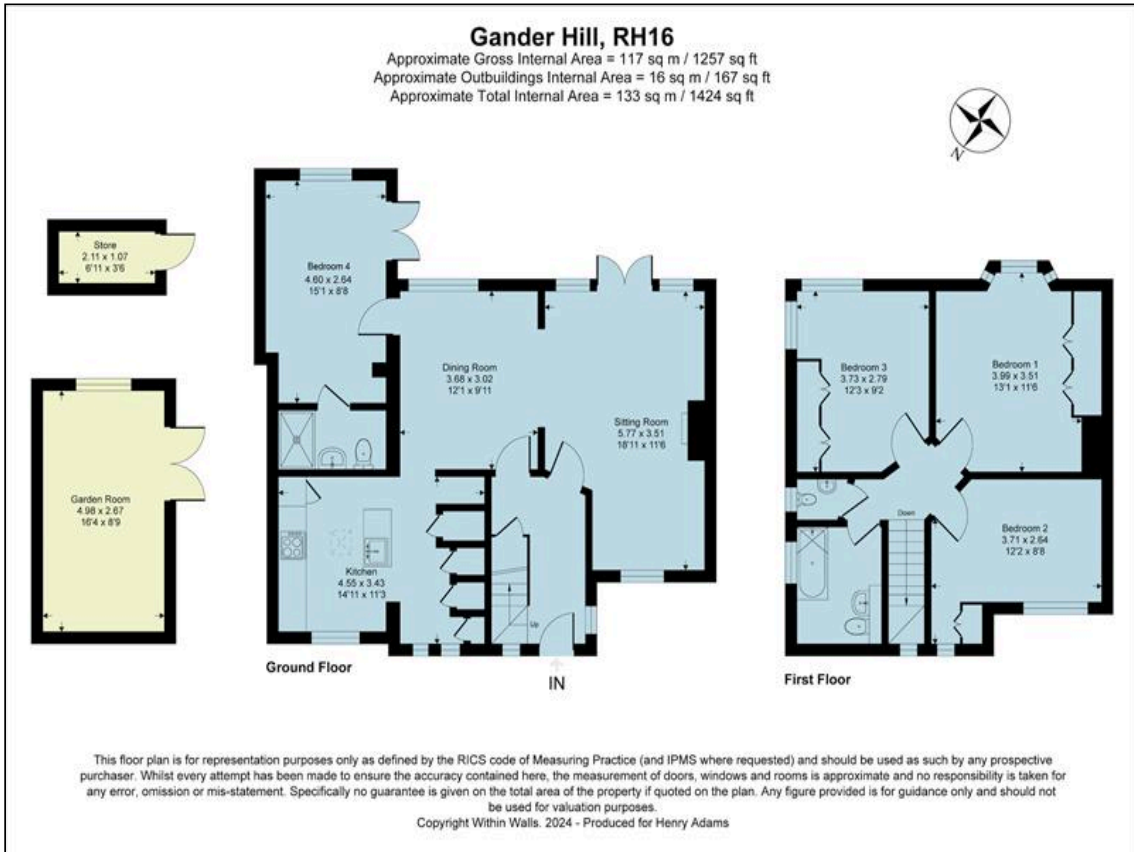 Gander Hill, RH16
Approximate Gross Internal Area = 117 sq m / 1257 sq ft
Approximate Outbuildings Internal Area = 16 sq m / 167 sq ft
Approximate Total Internal Area = 133 sq m / 1424 sq ft
N
Store
2.11 x 1.07
6'11 x 3'6
Garden Room
4.98 x 2.67
16'4 x 8'9
Bedroom 4
4.60 x 2.64
15'1 x 8'8
Dining Room
3.68 x 3.02
12'1 x 9'11
Sitting Room
5.77 x 3.51
18'11 x 11'6
Kitchen
4.55 x 3.43
14'11 x 11'3
Up
IN
Ground Floor
Bedroom 3
3.73 x 2.79
12'3 x 9'2
Bedroom 1
3.99 x 3.51
13'1 x 11'6
Down
Bedroom 2
3.71 x 2.64
12'2 x 8'8
First Floor
This floor plan is for representation purposes only as defined by the RICS code of Measuring Practice (and IPMS where requested) and should be used as such by any prospective
purchaser. Whilst every attempt has been made to ensure the accuracy contained here, the measurement of doors, windows and rooms is approximate and no responsibility is taken for
any error, omission or mis-statement. Specifically no guarantee is given on the total area of the property if quoted on the plan. Any figure provided is for guidance only and should not
be used for valuation purposes.
Copyright Within Walls. 2024 - Produced for Henry Adams